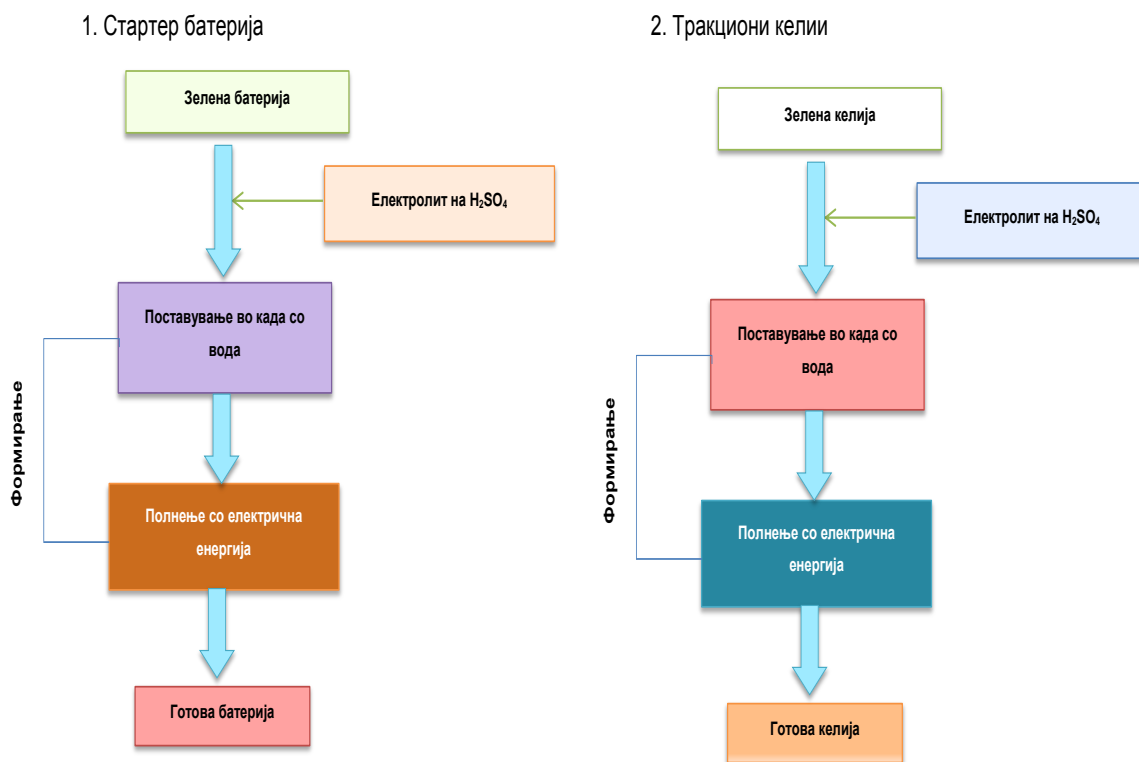 1. Стартер батерија
Зелена батерија
Електролит на H₂SO₄
Поставување во када со
вода
Формирање
Полнење со електрична
енергија
Готова батерија
2. Тракциони келии
Зелена келија
Електролит на H₂SO₄
Поставување во када со
вода
Формирање
Полнење со електрична
енергија
Готова келија